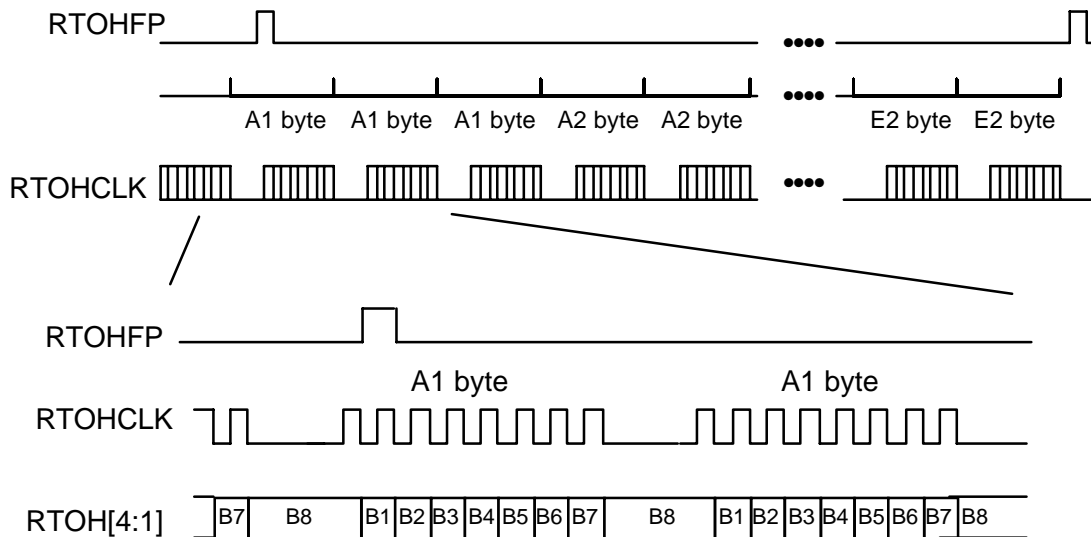 RTOHFP
A1 byte A1 byte A1 byte A2 byte A2 byte E2 byte E2 byte
RTOHCLK
RTOHFP
A1 byte A1 byte
RTOHCLK
RTOH[4:1] B7 B8 B1 B2 B3 B4 B5 B6 B7 B8 B1 B2 B3 B4 B5 B6 B7 B8